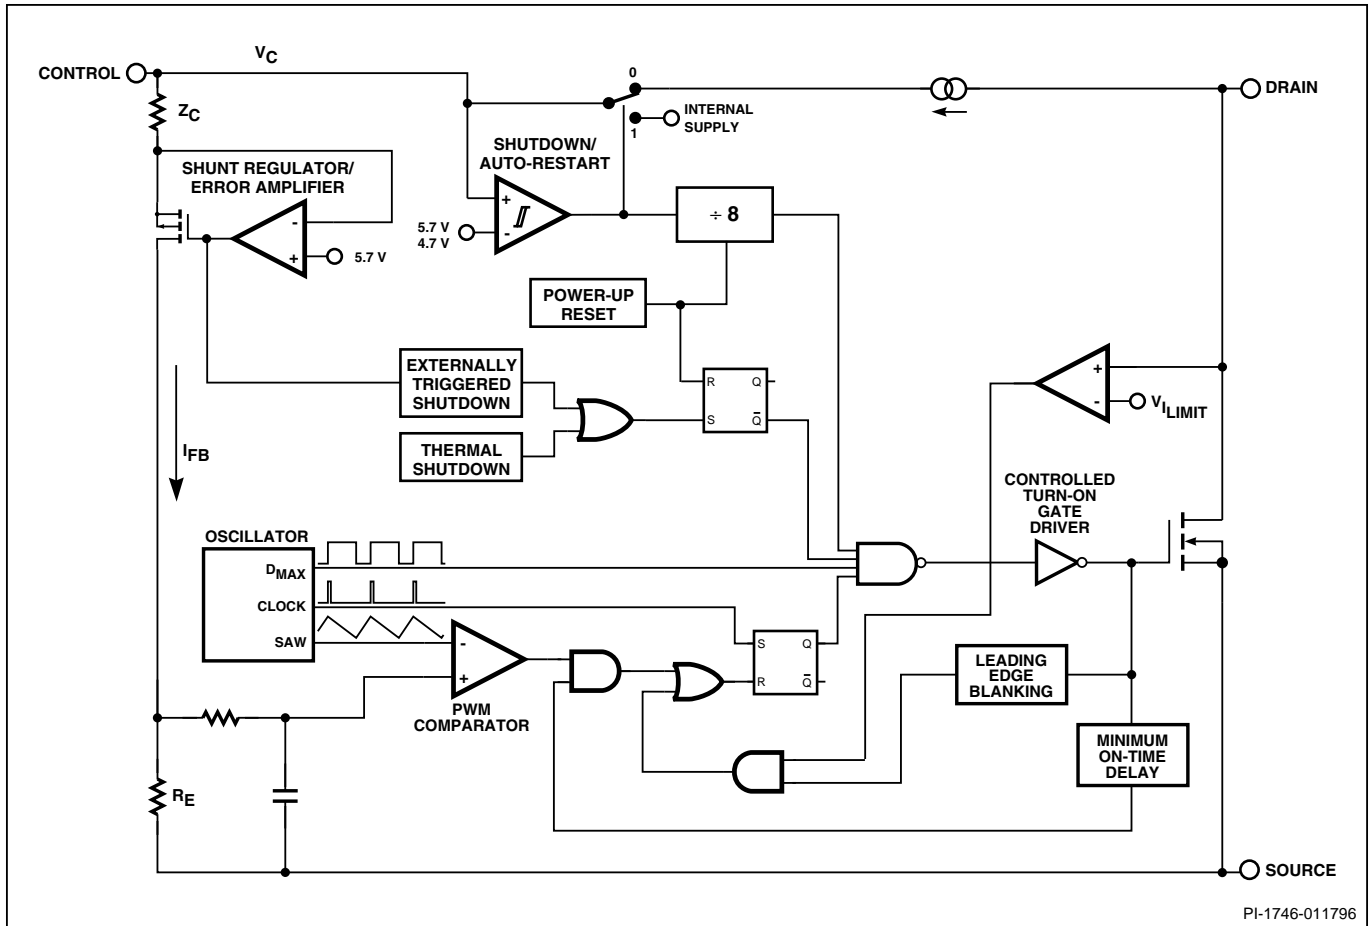 V_C
CONTROL
0
DRAIN
Z_C
INTERNAL
SUPPLY
1
SHUTDOWN/
AUTO-RESTART
SHUNT REGULATOR/
ERROR AMPLIFIER
+
-
5.7 V
4.7 V
÷ 8
-
+
5.7 V
POWER-UP
RESET
EXTERNALLY
TRIGGERED
SHUTDOWN
R Q
S Q̅
+
-
V_I_LIMIT
THERMAL
SHUTDOWN
I_FB
CONTROLLED
TURN-ON
GATE
DRIVER
OSCILLATOR
D_MAX
CLOCK
SAW
-
+
PWM
COMPARATOR
S Q
R Q̅
LEADING
EDGE
BLANKING
MINIMUM
ON-TIME
DELAY
R_E
SOURCE
PI-1746-011796